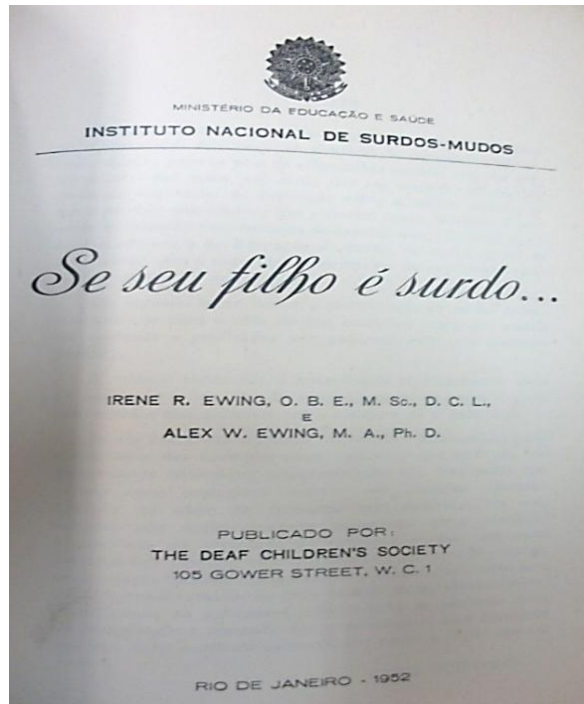 MINISTÉRIO DA EDUCAÇÃO E SAÚDE
INSTITUTO NACIONAL DE SURDOS-MUDOS
Se seu filho é surdo...
IRENE R. EWING, O. B. E., M. Sc., D. C. L.,
E
ALEX W. EWING, M. A., Ph. D.
PUBLICADO POR:
THE DEAF CHILDREN'S SOCIETY
105 GOWER STREET, W. C. 1
RIO DE JANEIRO - 1952